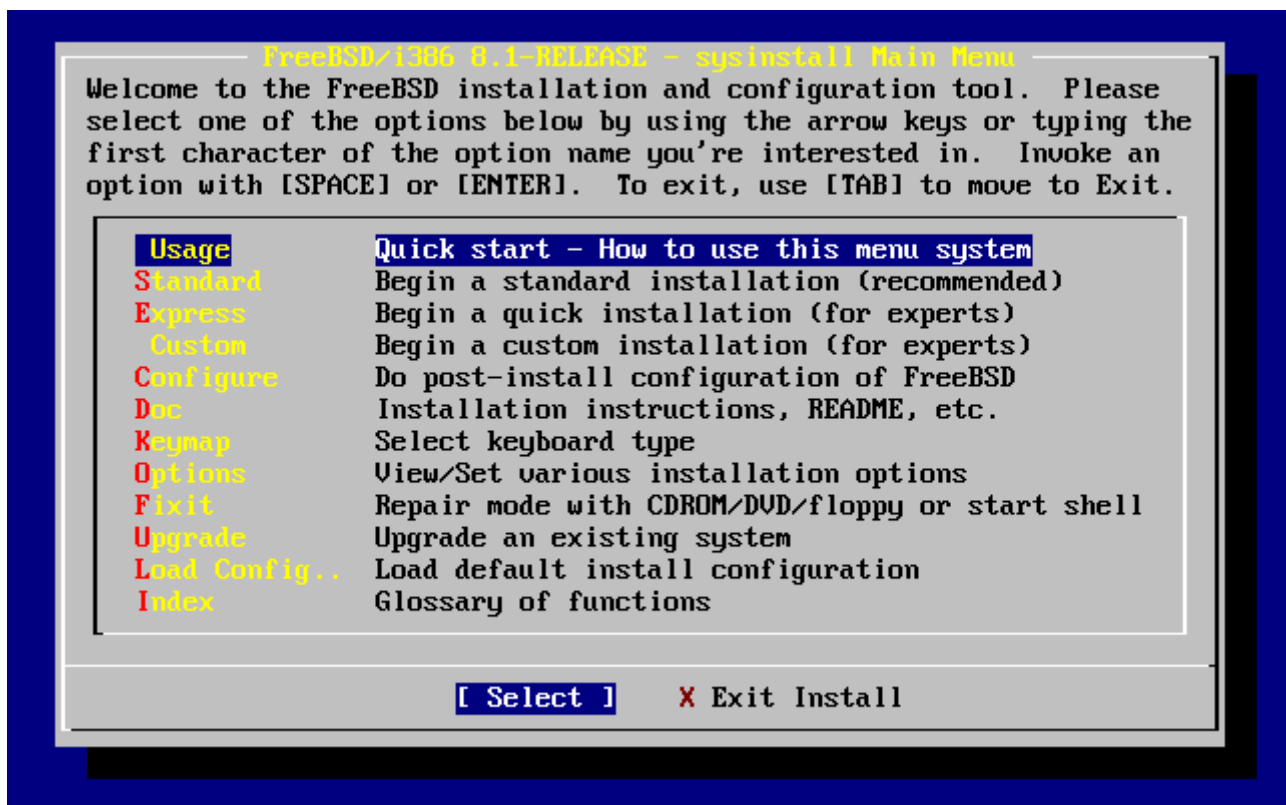 FreeBSD/i386 8.1-RELEASE - sysinstall Main Menu
Welcome to the FreeBSD installation and configuration tool.  Please
select one of the options below by using the arrow keys or typing the
first character of the option name you're interested in.  Invoke an
option with [SPACE] or [ENTER].  To exit, use [TAB] to move to Exit.
Usage Quick start - How to use this menu system
Standard Begin a standard installation (recommended)
Express Begin a quick installation (for experts)
Custom Begin a custom installation (for experts)
Configure Do post-install configuration of FreeBSD
Doc Installation instructions, README, etc.
Keymap Select keyboard type
Options View/Set various installation options
Fixit Repair mode with CDROM/DVD/floppy or start shell
Upgrade Upgrade an existing system
Load Config.. Load default install configuration
Index Glossary of functions
[ Select ] X Exit Install